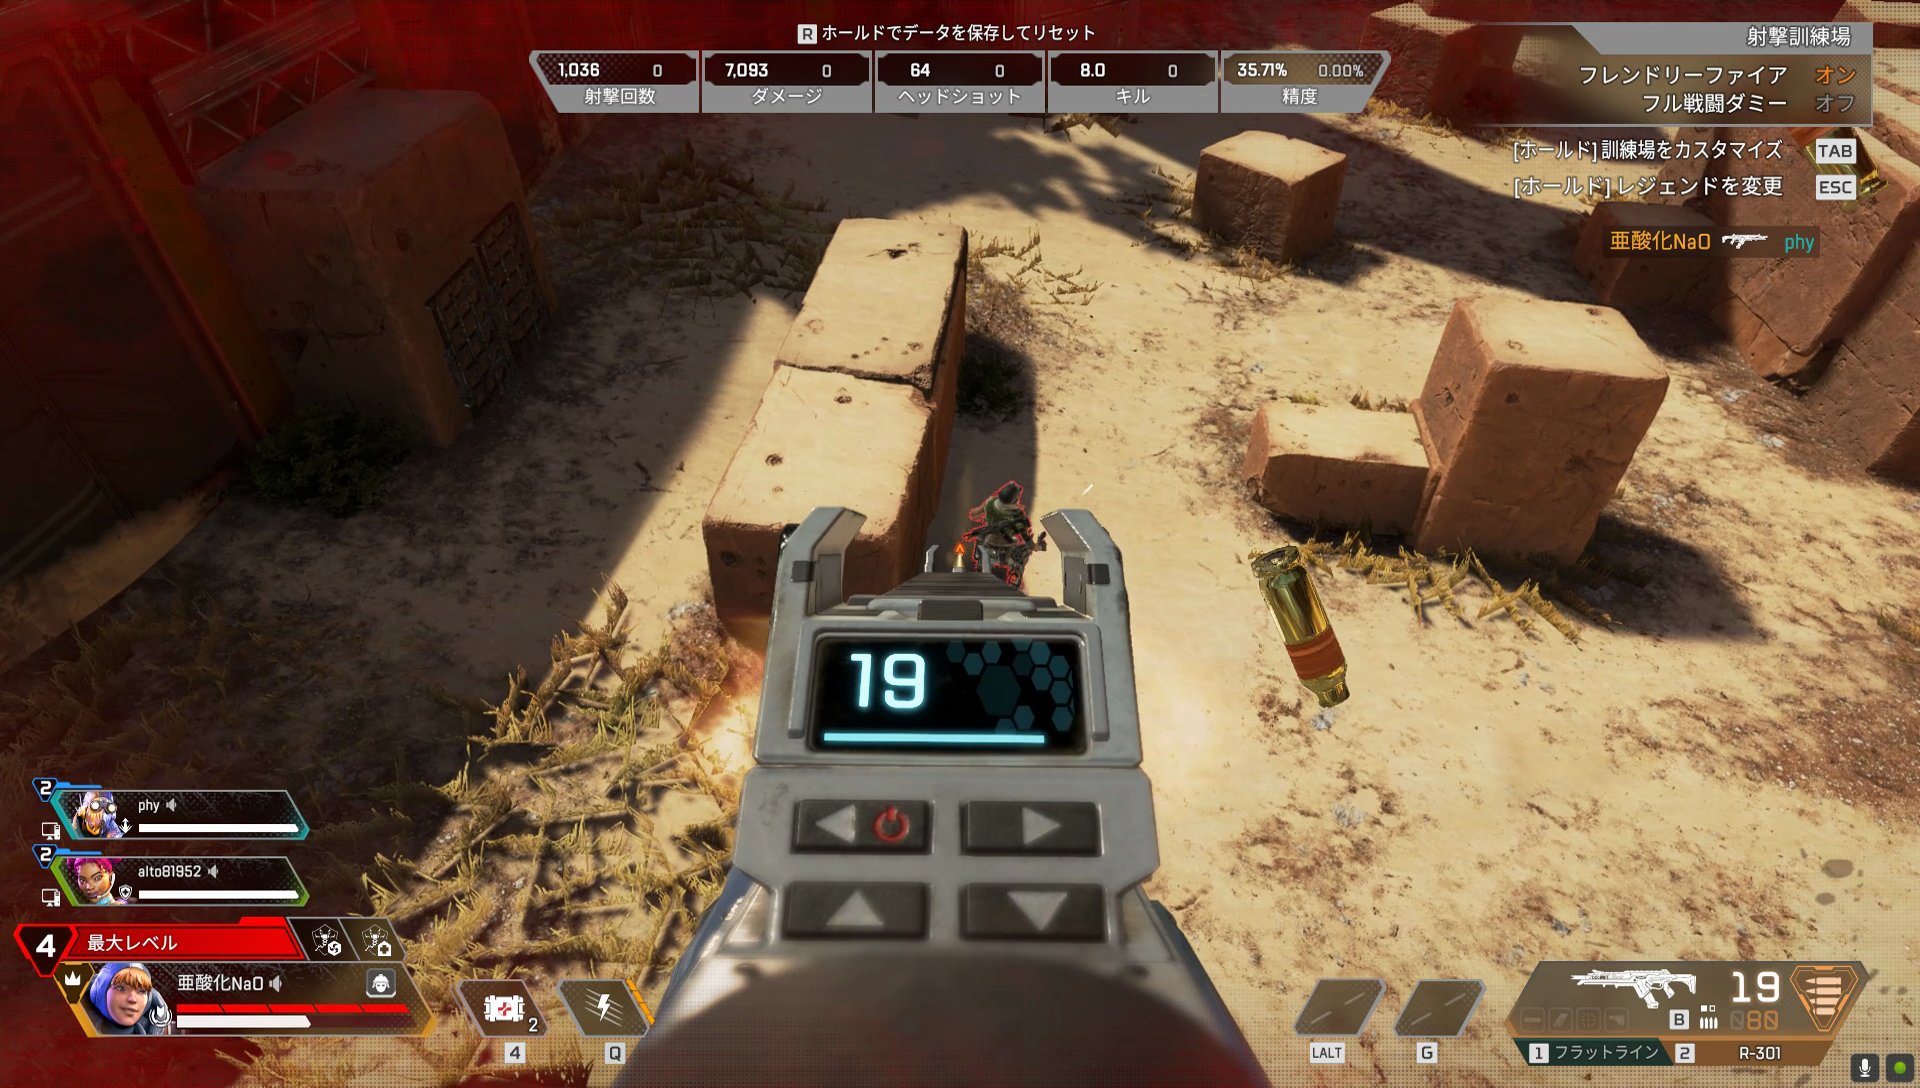 R ホールドでデータを保存してリセット
1,036 0 7,093 0 64 0 8.0 0 35.71% 0.00%
射撃回数 ダメージ ヘッドショット キル 精度
射撃訓練場
フレンドリーファイア オン
フル戦闘ダミー オフ
[ホールド]訓練場をカスタマイズ TAB
[ホールド]レジェンドを変更 ESC
亜酸化NaO phy
19
2 phy
2 alto81952
4 最大レベル
亜酸化NaO
2
4 Q
LALT G
19
B 080
1 フラットライン 2 R-301